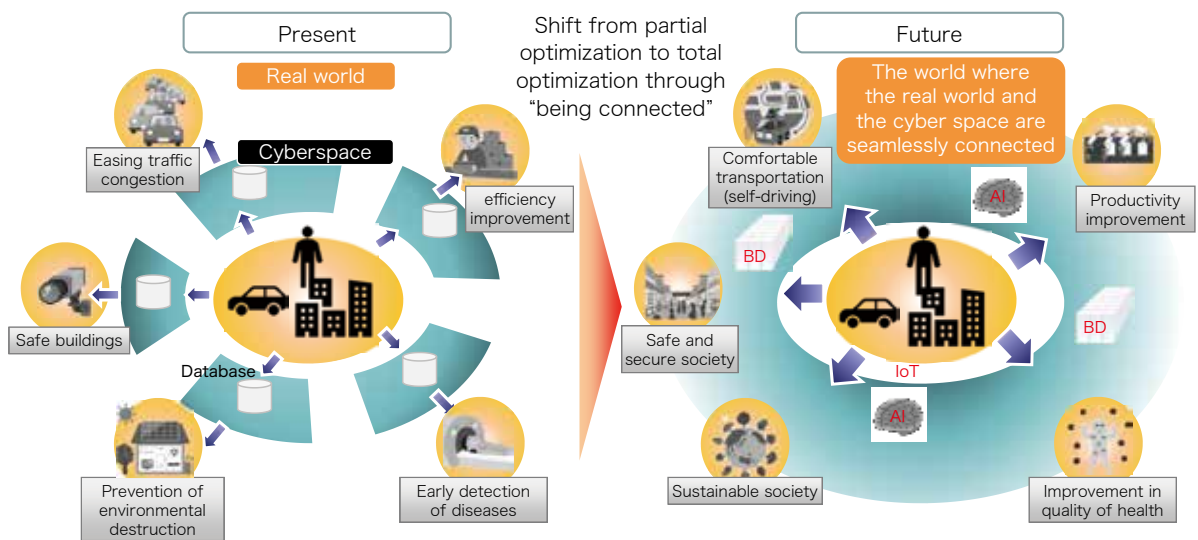 Present
Real world
Cyberspace
Easing traffic
congestion
efficiency
improvement
Safe buildings
Database
Prevention of
environmental
destruction
Early detection
of diseases
Shift from partial
optimization to total
optimization through
“being connected”
Future
The world where
the real world and
the cyber space are
seamlessly connected
Comfortable
transportation
(self-driving)
AI
Productivity
improvement
BD
BD
Safe and
secure society
IoT
AI
Sustainable society
Improvement in
quality of health